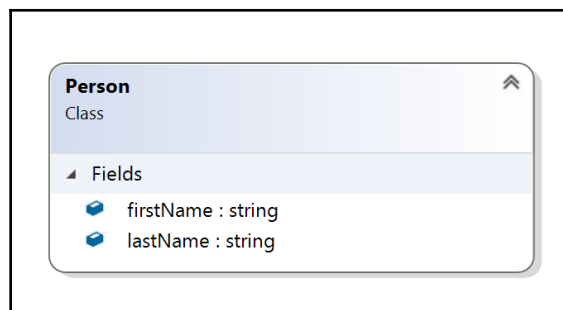 Person
Class
Fields
firstName : string
lastName : string